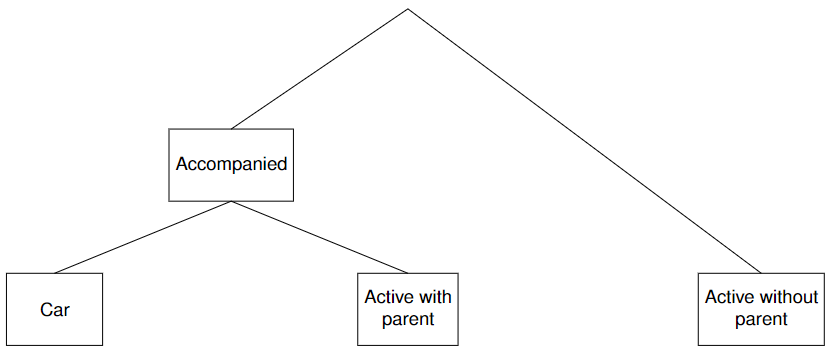 Accompanied
Car
Active with
parent
Active without
parent